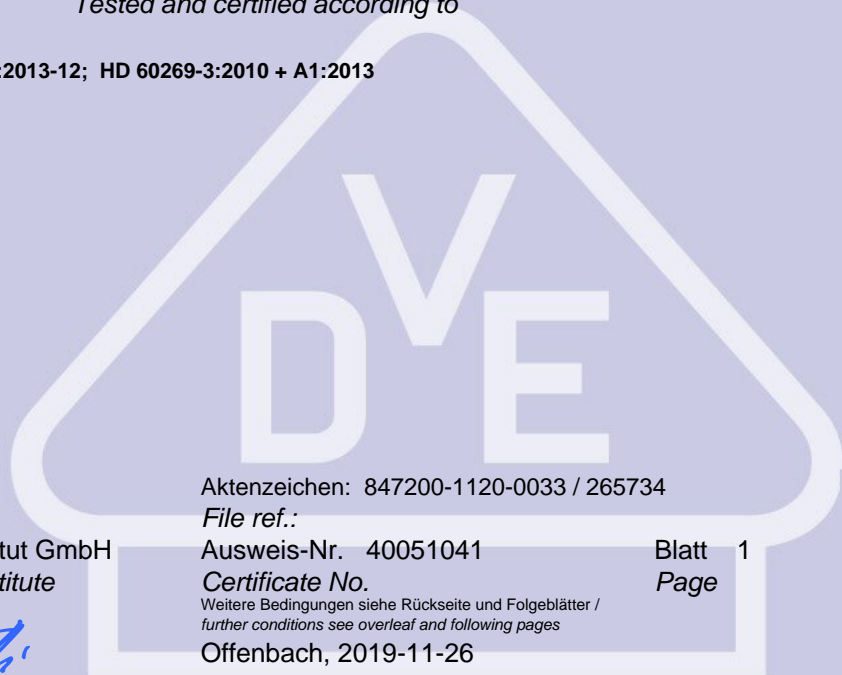 Tested and certified according to
:2013-12; HD 60269-3:2010 + A1:2013
DVE
Aktenzeichen: 847200-1120-0033 / 265734
File ref.:
tut GmbH Ausweis-Nr. 40051041 Blatt 1
titute Certificate No. Page
Weitere Bedingungen siehe Rückseite und Folgeblätter /
further conditions see overleaf and following pages
Offenbach, 2019-11-26